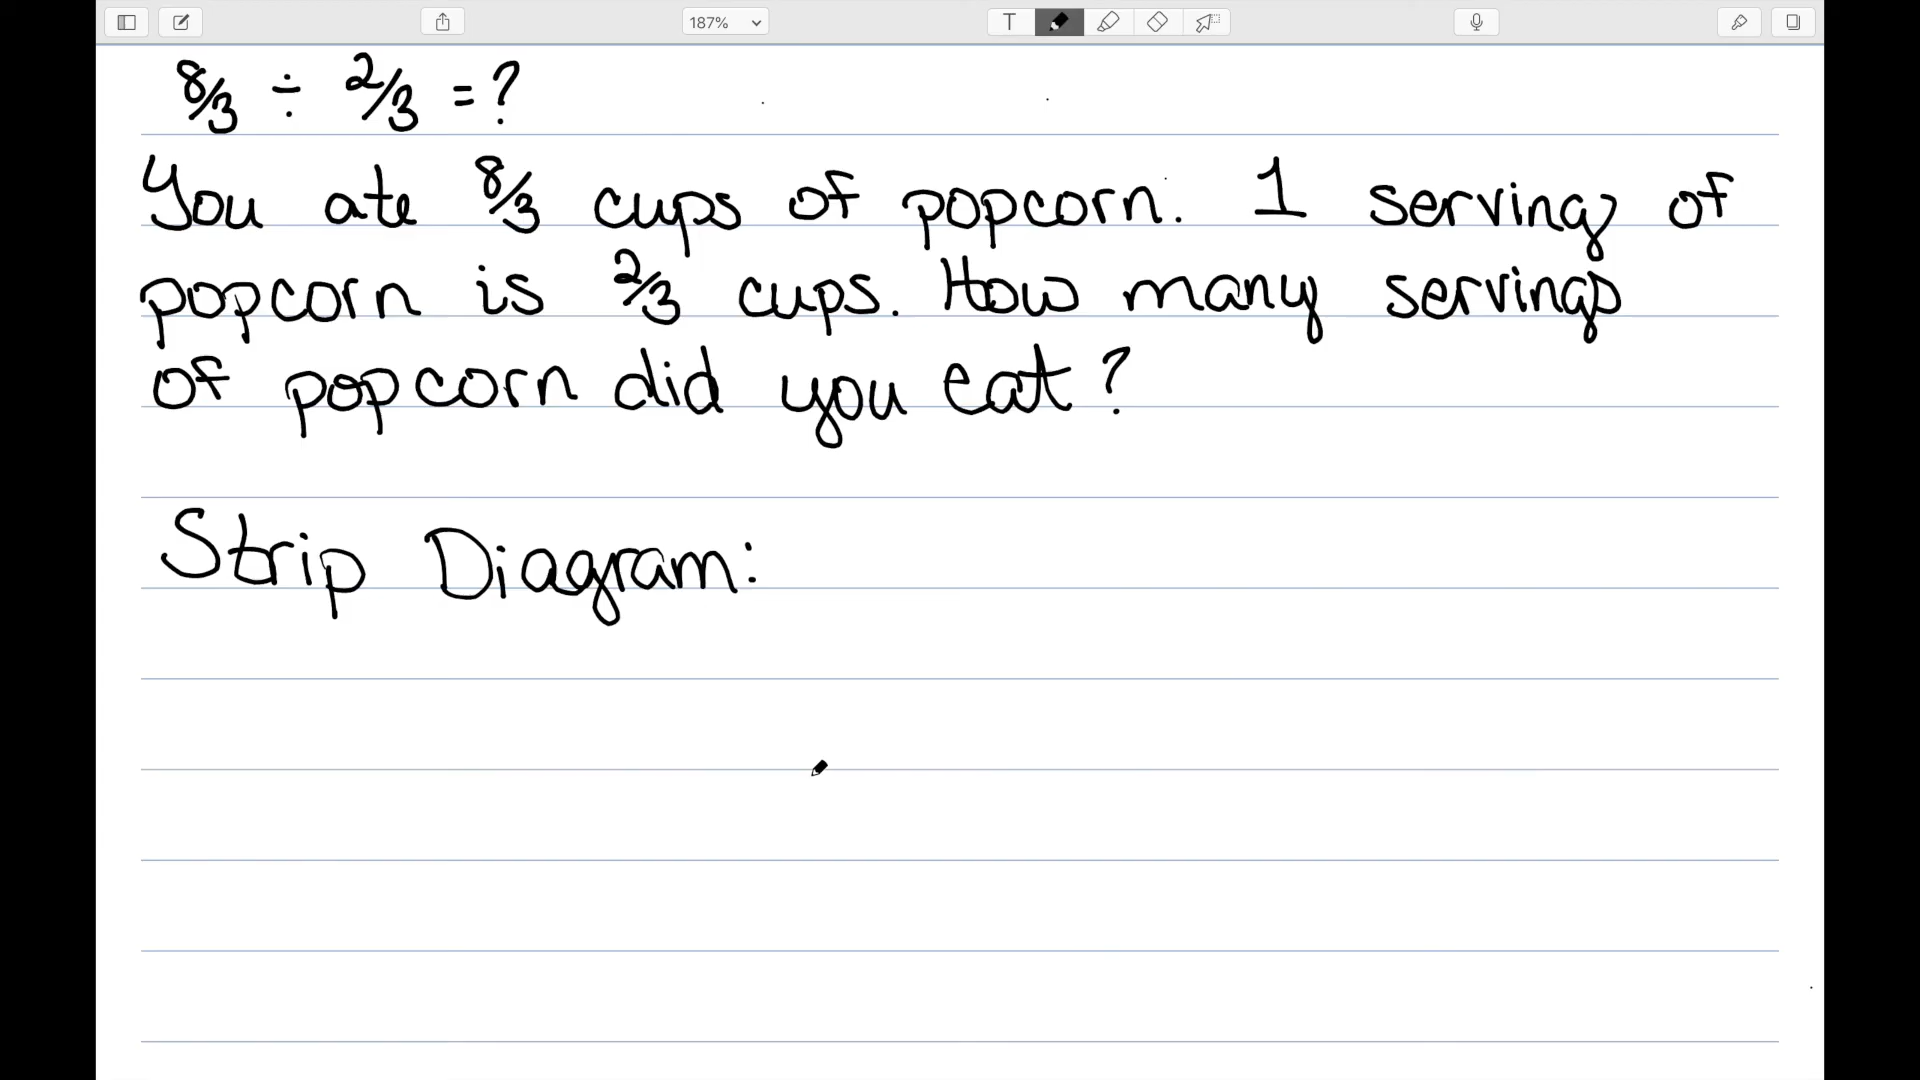 187%
T
8/3 ÷ 2/3 = ?
You ate 8/3 cups of popcorn. 1 serving of
popcorn is 2/3 cups. How many servings
of popcorn did you eat?
Strip Diagram: